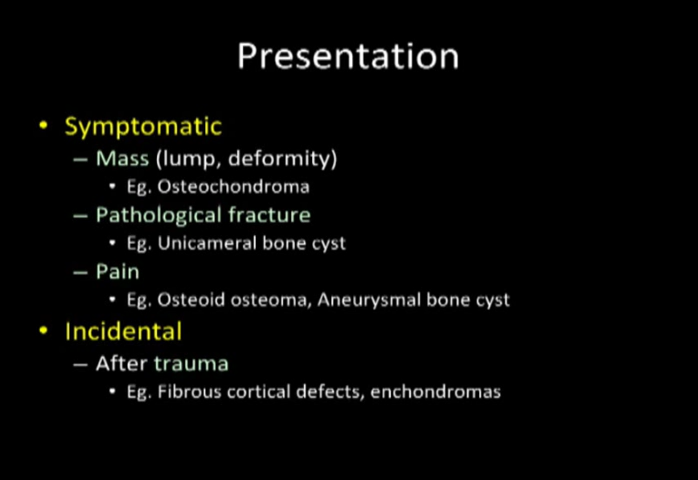 Presentation
• Symptomatic
– Mass (lump, deformity)
• Eg. Osteochondroma
– Pathological fracture
• Eg. Unicameral bone cyst
– Pain
• Eg. Osteoid osteoma, Aneurysmal bone cyst
• Incidental
– After trauma
• Eg. Fibrous cortical defects, enchondromas